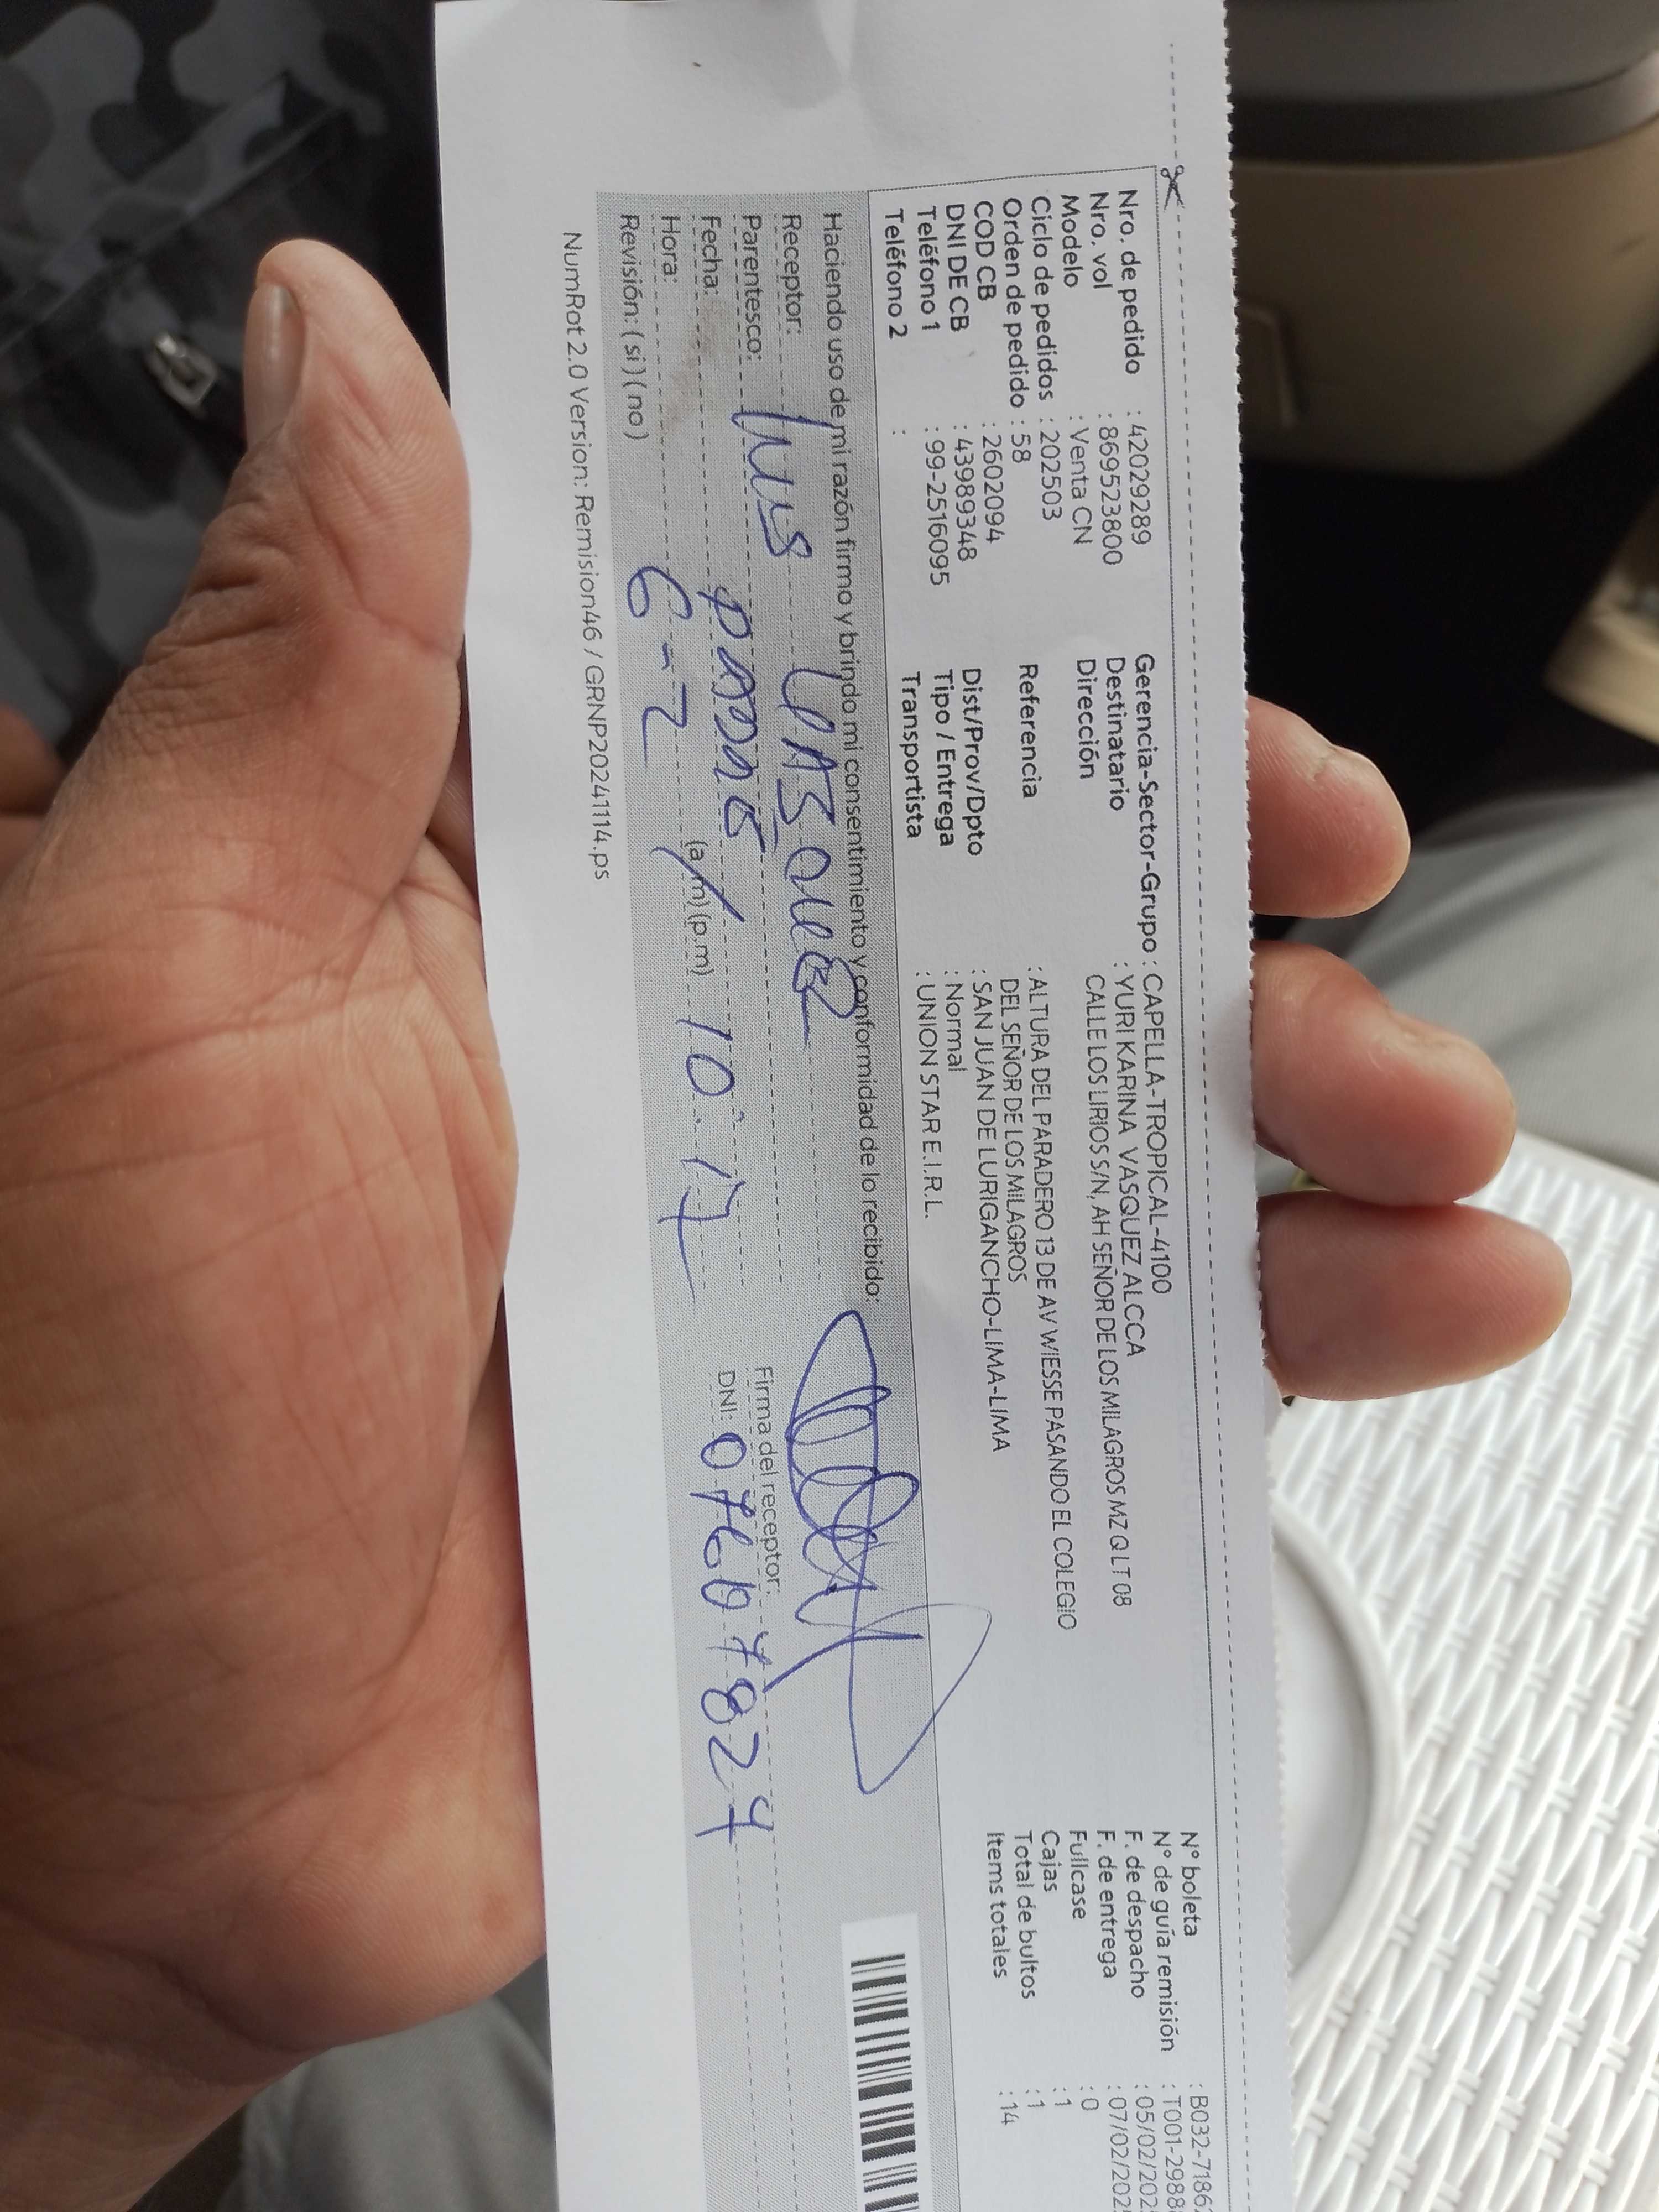 Nro. de pedido : 42029289
Nro. vol : 869523800
Modelo : Venta CN
Ciclo de pedidos : 202503
Orden de pedido : 58
COD CB : 26020944
DNI DE CB : 43989348
Teléfono 1 : 99-2516095
Teléfono 2 :
Gerencia-Sector-Grupo : CAPELLA-TROPICAL-4100
Destinatario : YURI KARINA VASQUEZ ALCCA
Dirección CALLE LOS LIRIOS S/N, AH SEÑOR DE LOS MILAGROS MZ Q LT 08
Referencia : ALTURA DEL PARADERO 13 DE AV WIESSE PASANDO EL COLEGIO
DEL SEÑOR DE LOS MILAGROS
Dist/Prov/Dpto : SAN JUAN DE LURIGANCHO-LIMA-LIMA
Tipo / Entrega : Normal
Transportista : UNION STAR E.I.R.L.
N° boleta : B032-7186
N° de guía remisión : T001-2988
F. de despacho : 05/02/202
F. de entrega : 07/02/202
Fullcase : 0
Cajas : 1
Total de bultos : 1
Items totales : 14
Haciendo uso de mi razón firmo y brindo mi consentimiento y conformidad de lo recibido:
Receptor: luis VASquez
Parentesco:
Fecha:
Hora: 6-2 (a.m) (p.m) 10:17
Revisión: (si) (no)
Firma del receptor:
DNI: 07607824
NumRot 2.0 Version: Remision46 / GRNP20241114.ps